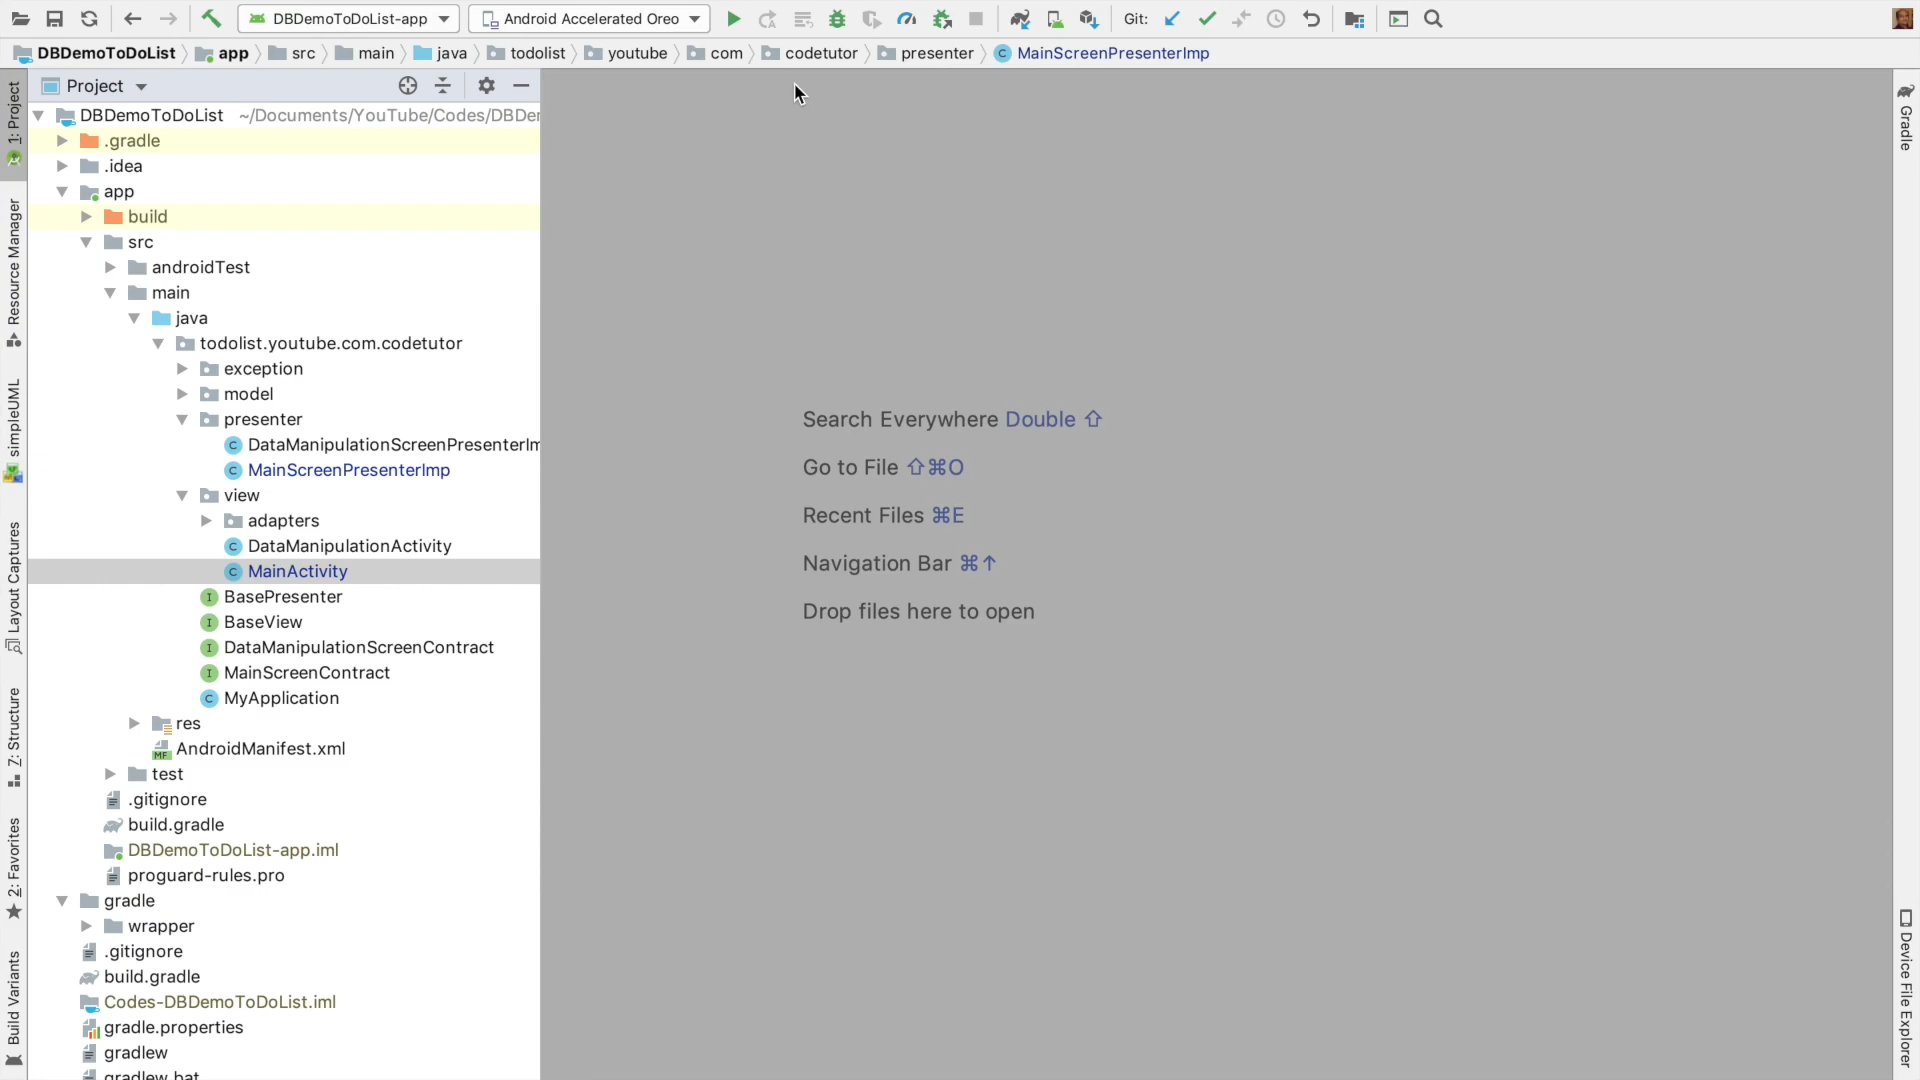 DBDemoToDoList-app
Android Accelerated Oreo
Git:
DBDemoToDoList
app
src
main
java
todolist
youtube
com
codetutor
presenter
MainScreenPresenterImp
1: Project
Resource Manager
simpleUML
Layout Captures
7: Structure
2: Favorites
Build Variants
Project
DBDemoToDoList ~/Documents/YouTube/Codes/DBDer
.gradle
.idea
app
build
src
androidTest
main
java
todolist.youtube.com.codetutor
exception
model
presenter
DataManipulationScreenPresenterIm
MainScreenPresenterImp
view
adapters
DataManipulationActivity
MainActivity
BasePresenter
BaseView
DataManipulationScreenContract
MainScreenContract
MyApplication
res
AndroidManifest.xml
test
.gitignore
build.gradle
DBDemoToDoList-app.iml
proguard-rules.pro
gradle
wrapper
.gitignore
build.gradle
Codes-DBDemoToDoList.iml
gradle.properties
gradlew
gradlew.bat
Search Everywhere Double ⇧
Go to File ⇧⌘O
Recent Files ⌘E
Navigation Bar ⌘↑
Drop files here to open
Gradle
Device File Explorer